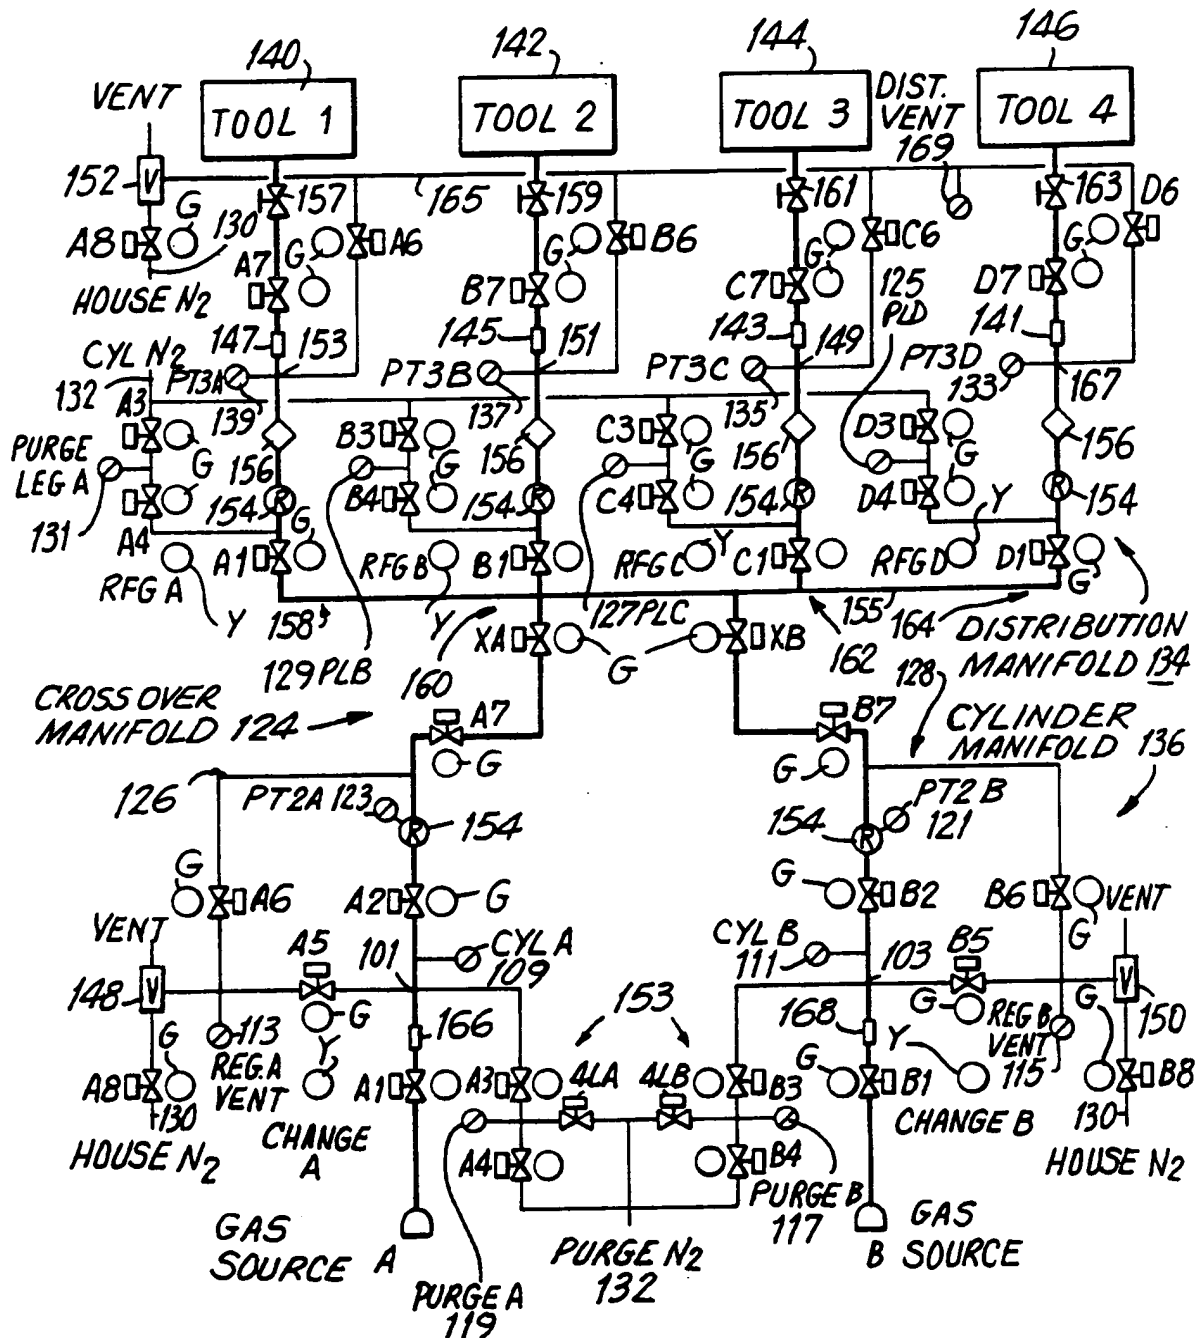 140
142
144
146
VENT
TOOL 1
TOOL 2
TOOL 3
DIST.
VENT
169
TOOL 4
152
V
157
165
159
161
163
D6
G
130
A8
A7
G
A6
G
B6
G
C6
G
HOUSE N2
B7
C7
125
PLD
D7
147
153
145
151
143
149
141
CYL N2
132
PT3A
PT3B
PT3C
PT3D
133
167
A3
139
137
135
PURGE
LEG A
G
G
156
B3
G
156
C3
G
156
D3
G
156
131
A4
154
R
B4
154
R
C4
154
R
D4
Y
R
154
G
RFG A
A1
RFG B
B1
RFG C
Y
C1
RFG D
D1
G
Y
158
Y
127 PLC
155
164
DISTRIBUTION
MANIFOLD 134
129 PLB
160
XA
G
XB
162
128
CROSS OVER
MANIFOLD 124
A7
G
B7
G
CYLINDER
MANIFOLD 136
126
PT2A 123
R
154
154
R
PT2B
121
G
A6
A2
G
G
B2
B6
G
VENT
VENT
A5
101
CYL A
109
CYL B
111
103
B5
148
V
G
113
REG.A
VENT
G
Y
166
153
168
Y
G
REG B
VENT
115
G
V
150
A8
130
A1
A3
4LA
4LB
B3
G
B1
B8
130
HOUSE N2
CHANGE
A
A4
B4
CHANGE B
HOUSE N2
PURGE B
117
GAS
SOURCE A
PURGE N2
132
B GAS
SOURCE
PURGE A
119